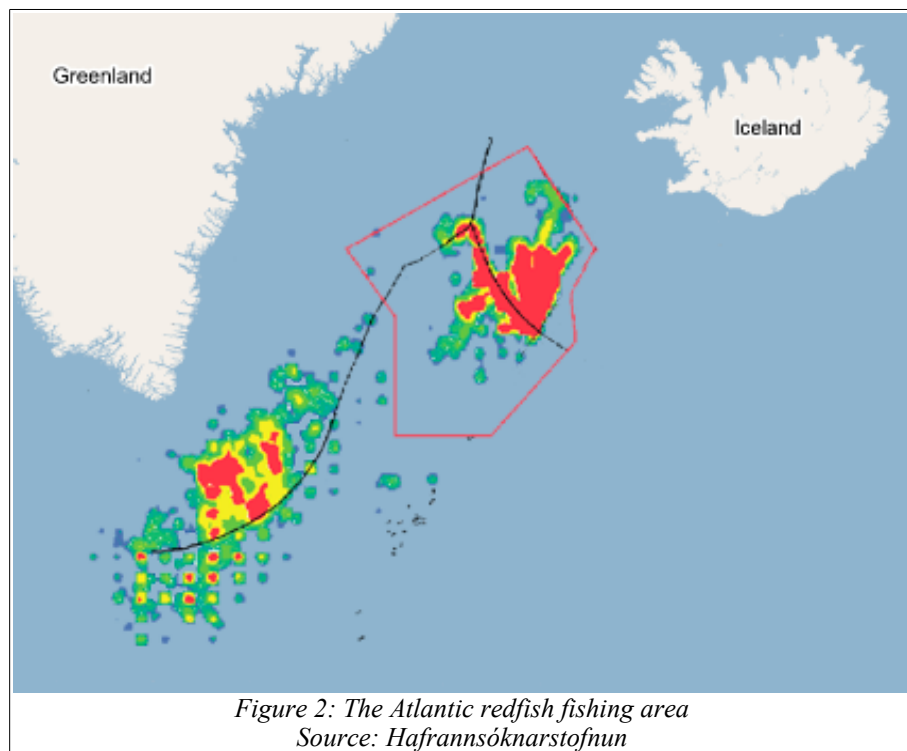 Greenland
Iceland
Figure 2: The Atlantic redfish fishing area
Source: Hafrannsóknarstofnun